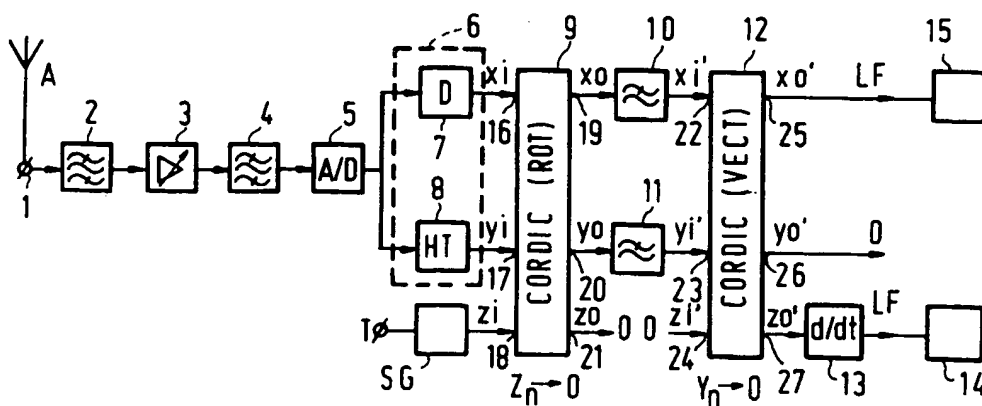 6 9 10 12 15
A xi xo xi' xo' LF
2 3 4 5 D 16 19 22 25
A/D 7
1 8 CORDIC (ROT) 11 CORDIC (VECT)
HT yi yo yi' yo' 0
17 20 23 26
T zi zo 0 0 zi' zo' d/dt LF
SG 18 21 24 27 13 14
Zn→0 Yn→0